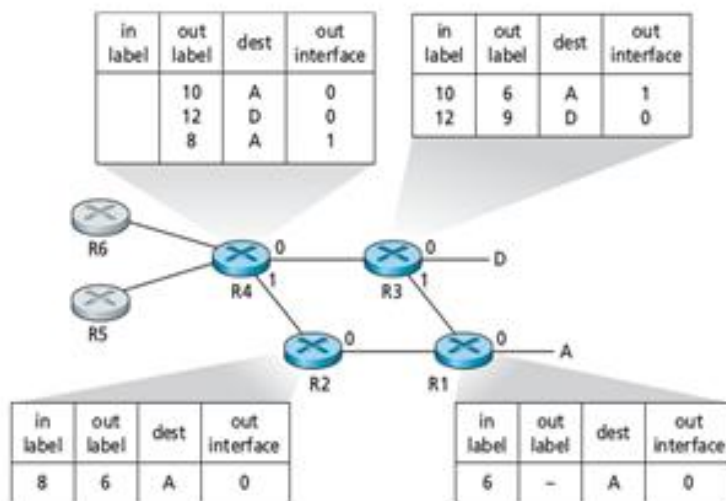 in label out label dest out interface
10 A 0
12 D 0
8 A 1
in label out label dest out interface
10 6 A 1
12 9 D 0
R6
R5
R4
0
1
R3
0
1
D
R2
0
R1
0
A
in label out label dest out interface
8 6 A 0
in label out label dest out interface
6 – A 0